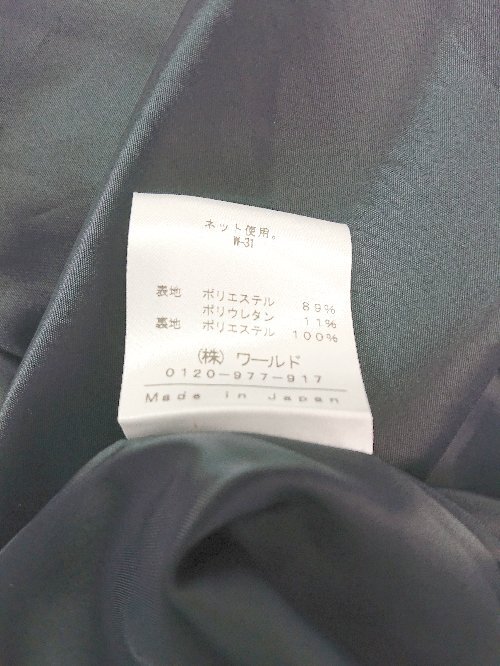 ネット使用。
W-31
表地 ポリエステル 89%
ポリウレタン 11%
裏地 ポリエステル 100%
(株) ワールド
0120-977-917
Made in Japan